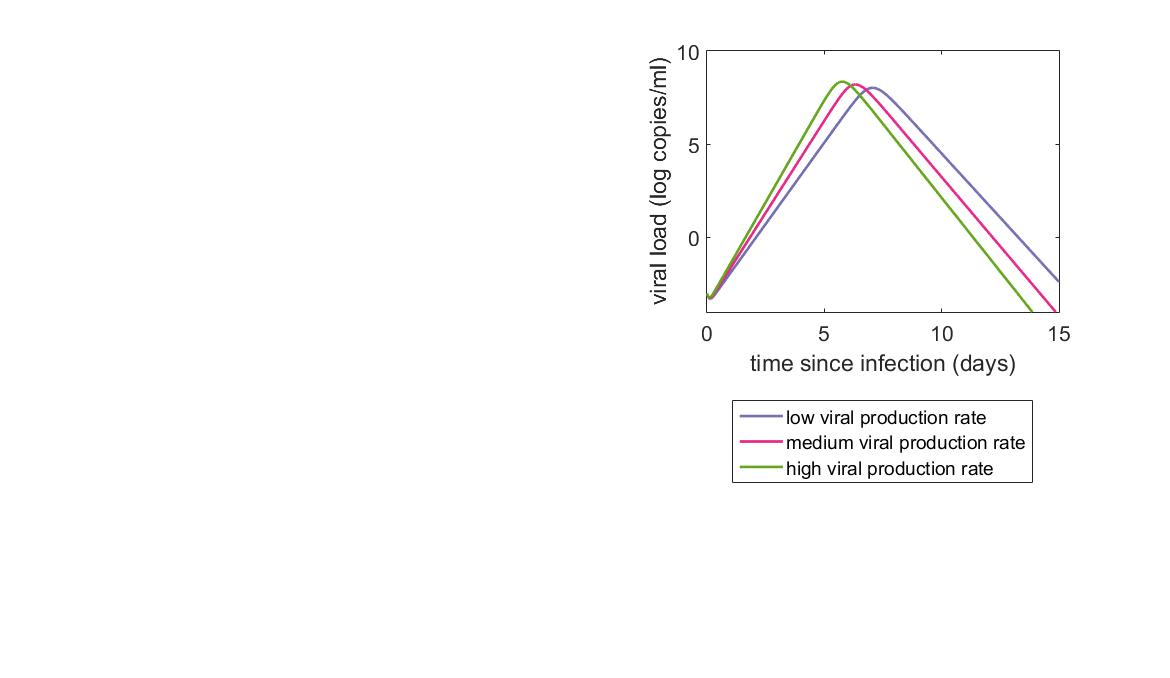 10
5
0
viral load (log copies/ml)
0 5 10 15
time since infection (days)
low viral production rate
medium viral production rate
high viral production rate